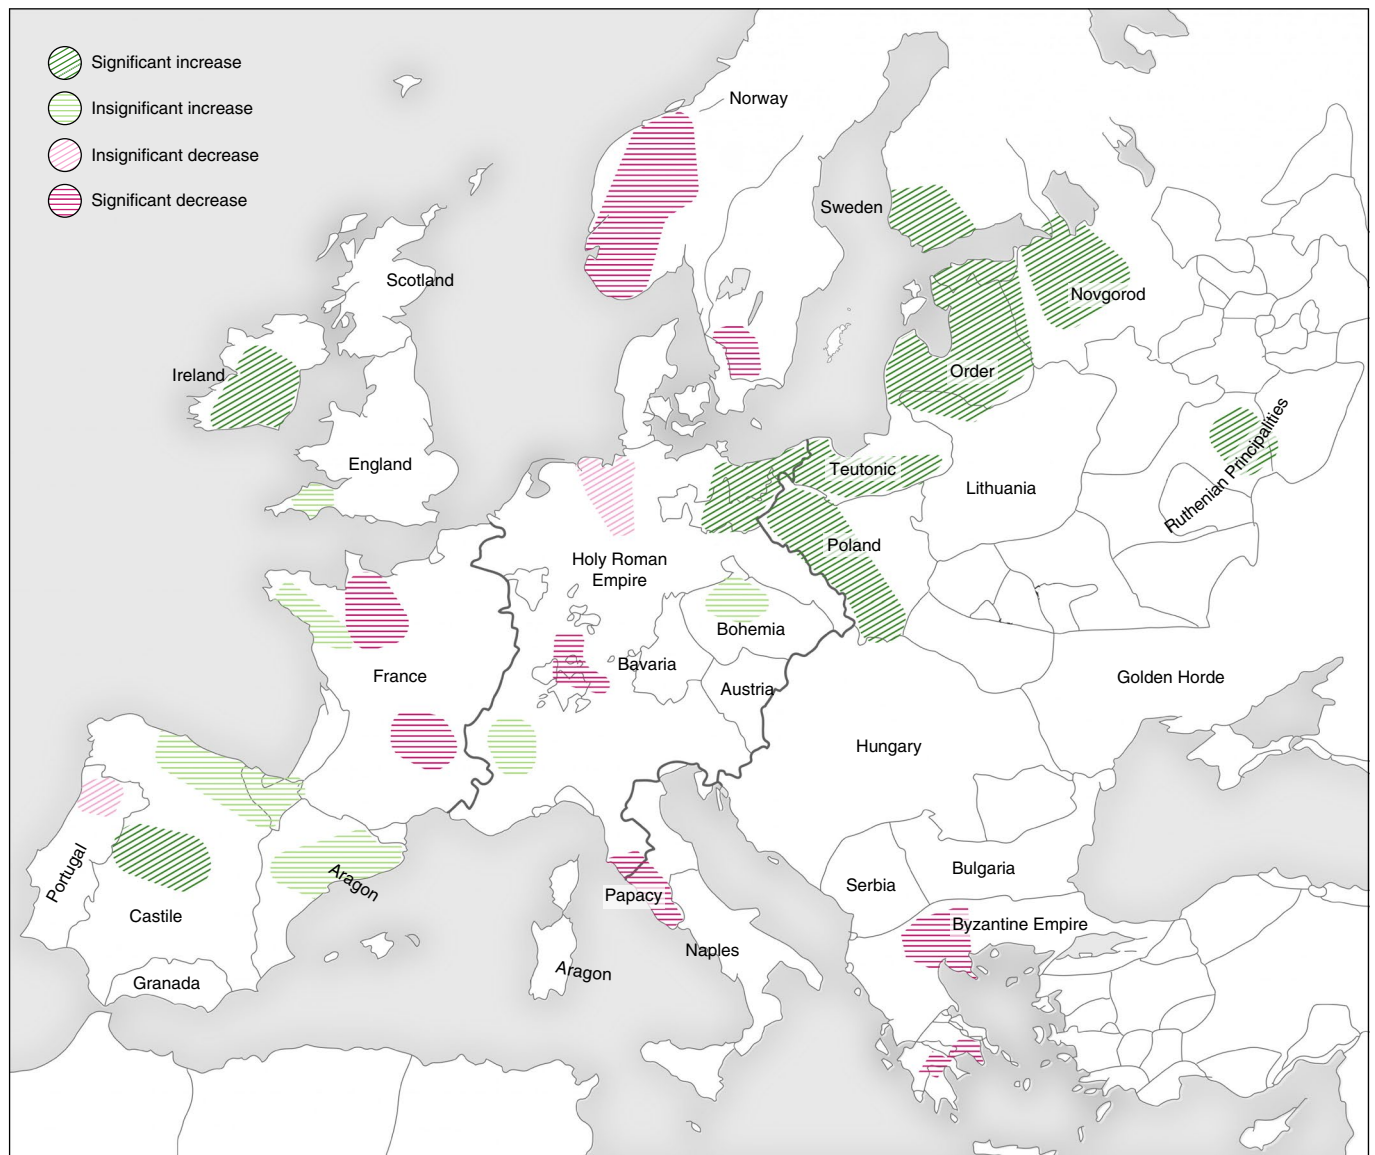 Significant increase
Insignificant increase
Insignificant decrease
Significant decrease
Norway
Sweden
Scotland
Novgorod
Ireland
Order
England
Teutonic
Lithuania
Ruthenian Principalities
Poland
Holy Roman
Empire
Bohemia
Bavaria
France
Austria
Golden Horde
Hungary
Portugal
Aragon
Serbia
Bulgaria
Papacy
Castile
Byzantine Empire
Naples
Aragon
Granada